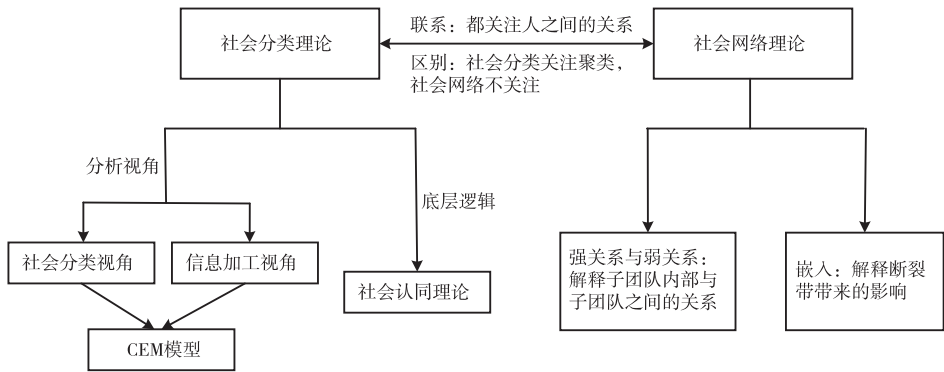 社会分类理论
联系：都关注人之间的关系
区别：社会分类关注聚类，
社会网络不关注
社会网络理论
分析视角
底层逻辑
社会分类视角
信息加工视角
社会认同理论
CEM模型
强关系与弱关系：
解释子团队内部与
子团队之间的关系
嵌入：解释断裂
带带来的影响